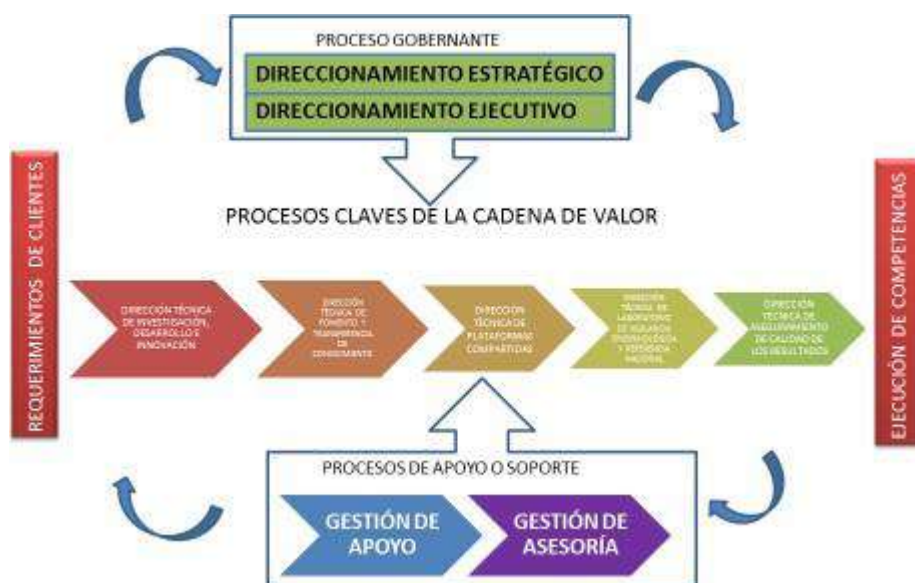 PROCESO GOBERNANTE
DIRECCIONAMIENTO ESTRATÉGICO
DIRECCIONAMIENTO EJECUTIVO
REQUERIMIENTOS DE CLIENTES
PROCESOS CLAVES DE LA CADENA DE VALOR
DIRECCIÓN TÉCNICA
DE INVESTIGACIÓN,
DESARROLLO E
INNOVACIÓN
DIRECCIÓN
TÉCNICA DE
FOMENTO Y
TRANSFERENCIA
DE
CONOCIMIENTO
DIRECCIÓN
TÉCNICA DE
PLATAFORMAS
COMPARTIDAS
DIRECCIÓN
TÉCNICA DE
LABORATORIO
DE VIGILANCIA
Y REFERENCIA
NACIONAL
DIRECCIÓN
TÉCNICA DE
ASEGURAMIENTO
DE CALIDAD DE
LOS RESULTADOS
EJECUCIÓN DE COMPETENCIAS
PROCESOS DE APOYO O SOPORTE
GESTIÓN DE
APOYO
GESTIÓN DE
ASESORÍA